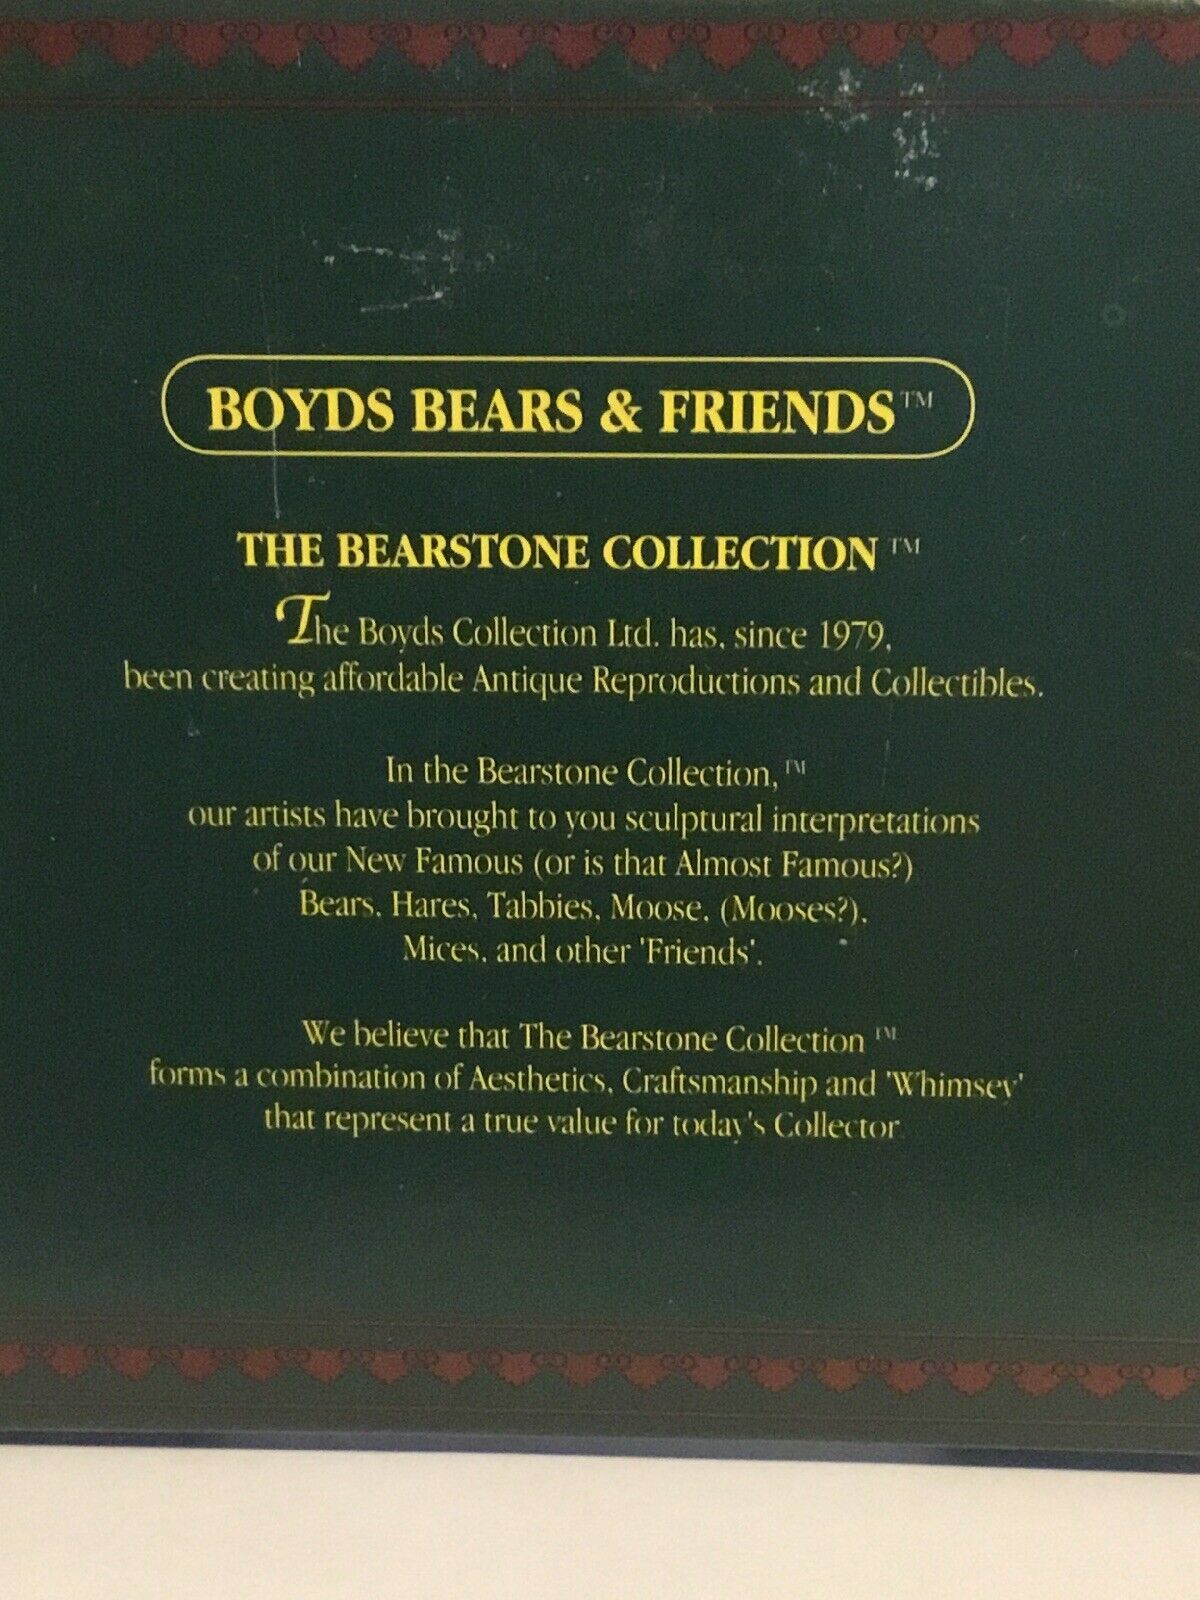 BOYDS BEARS & FRIENDS™
THE BEARSTONE COLLECTION™
The Boyds Collection Ltd. has, since 1979,
been creating affordable Antique Reproductions and Collectibles.
In the Bearstone Collection,™
our artists have brought to you sculptural interpretations
of our New Famous (or is that Almost Famous?)
Bears, Hares, Tabbies, Moose, (Mooses?),
Mices, and other 'Friends'.
We believe that The Bearstone Collection™
forms a combination of Aesthetics, Craftsmanship and 'Whimsey'
that represent a true value for today's Collector